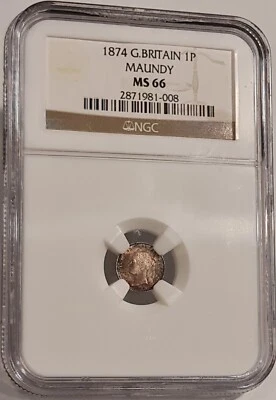 1874 G.BRITAIN 1P
MAUNDY
MS 66
2871981-008
NGC